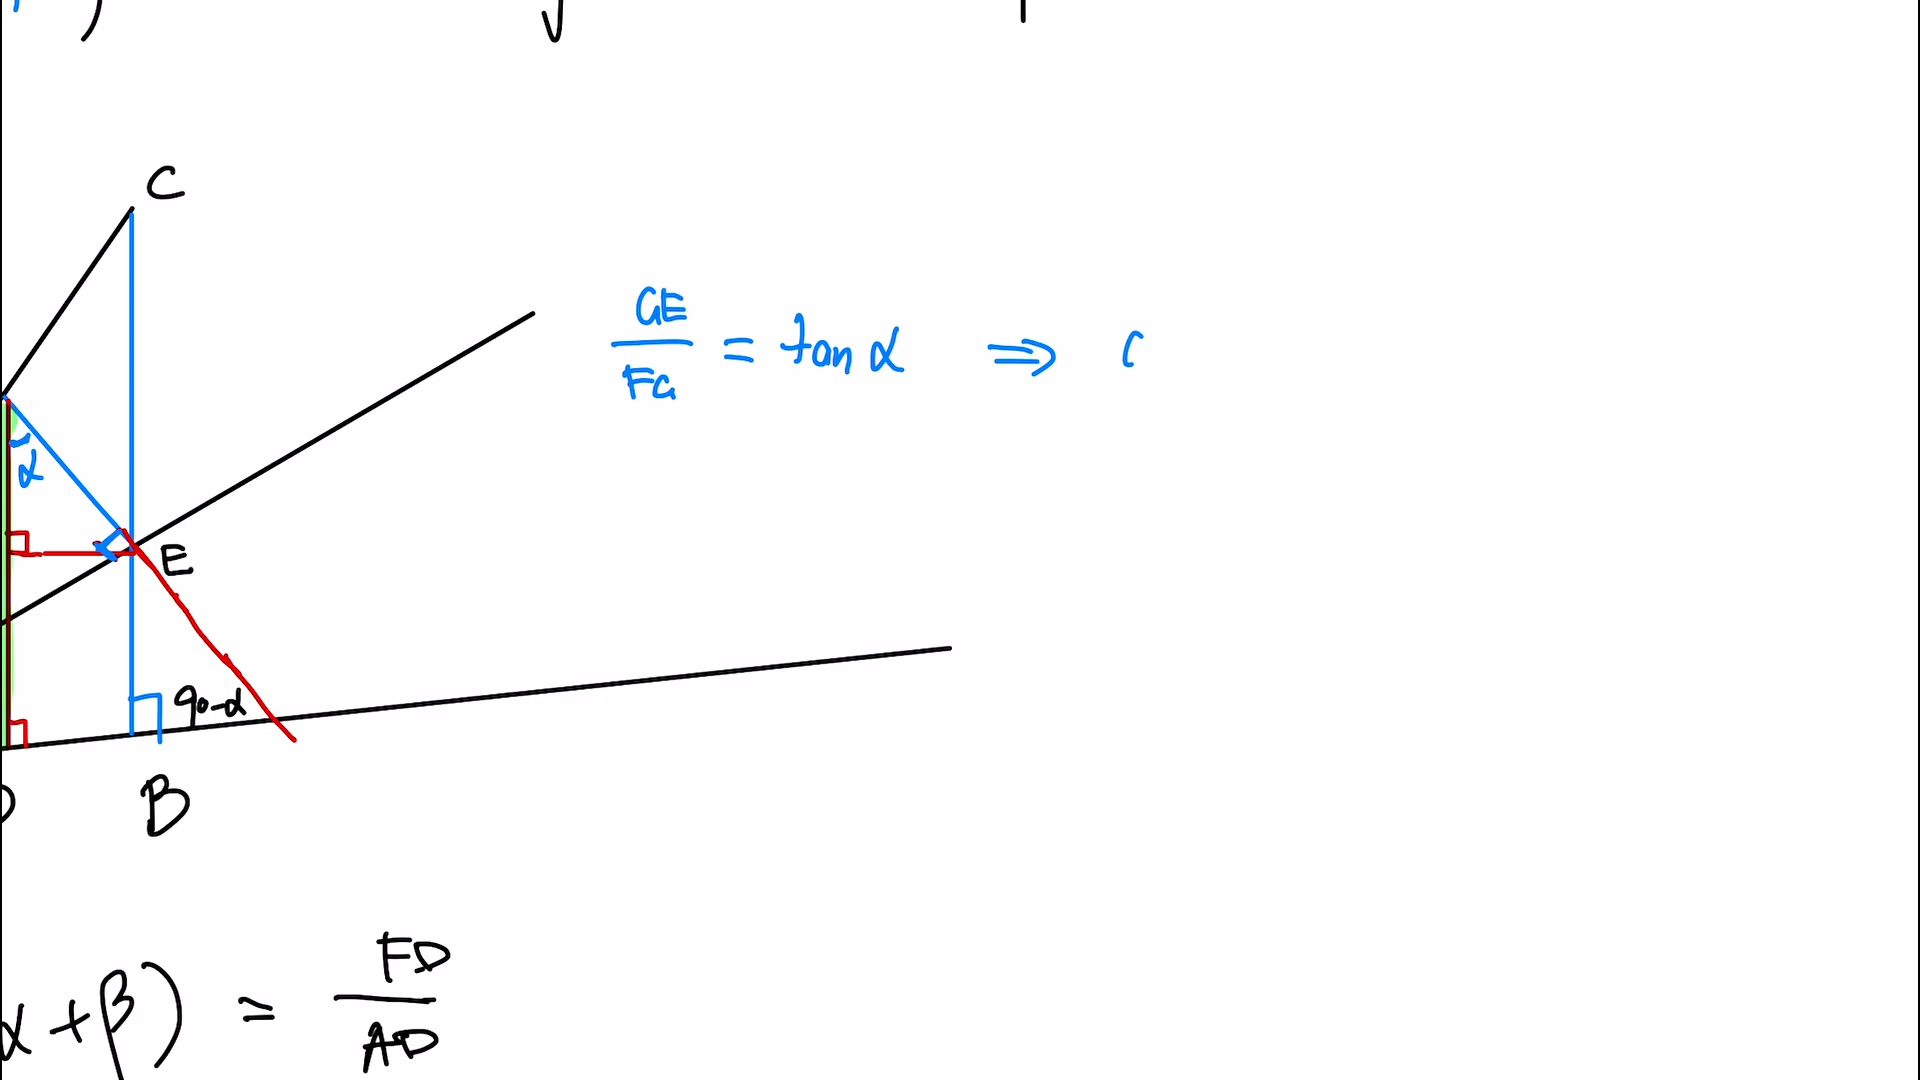 C
GE
FG
= tan α ⇒
α
E
90-α
B
α + β) = FD
AD